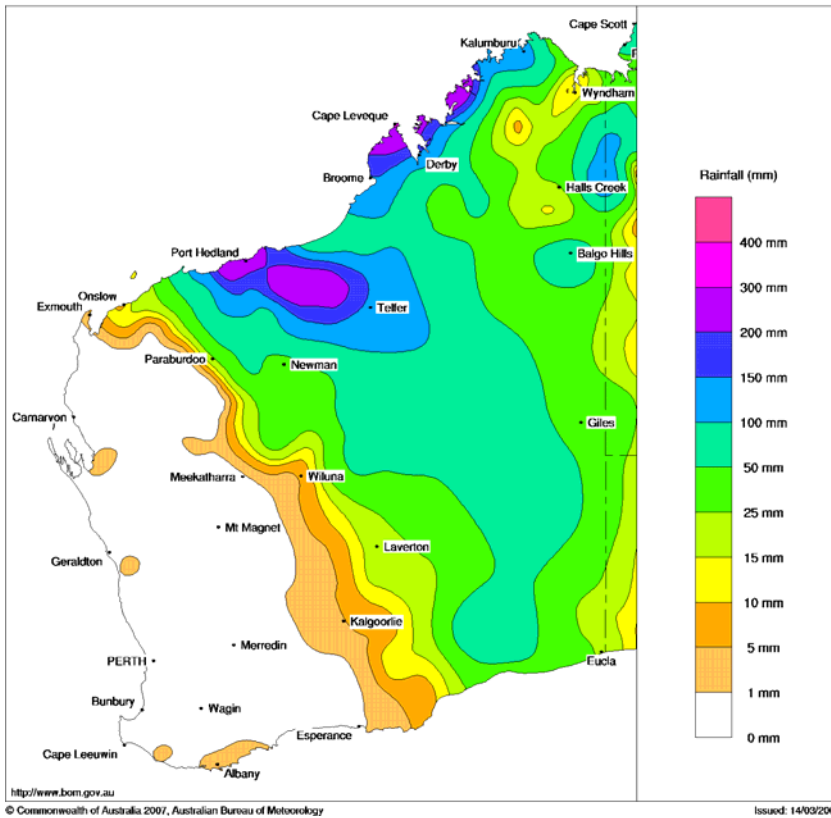 Cape Scott
Kalumburu
Wyndham
Cape Leveque
Derby
Broome
Halls Creek
Port Hedland
Balgo Hills
Onslow
Exmouth
Telfer
Paraburdoo
Newman
Carnarvon
Giles
Meekatharra
Wiluna
Mt Magnet
Laverton
Geraldton
Kalgoorlie
Merredin
PERTH
Eucla
Bunbury
Wagin
Esperance
Cape Leeuwin
Albany
Rainfall (mm)
400 mm
300 mm
200 mm
150 mm
100 mm
50 mm
25 mm
15 mm
10 mm
5 mm
1 mm
0 mm
http://www.bom.gov.au
© Commonwealth of Australia 2007, Australian Bureau of Meteorology
Issued: 14/03/200